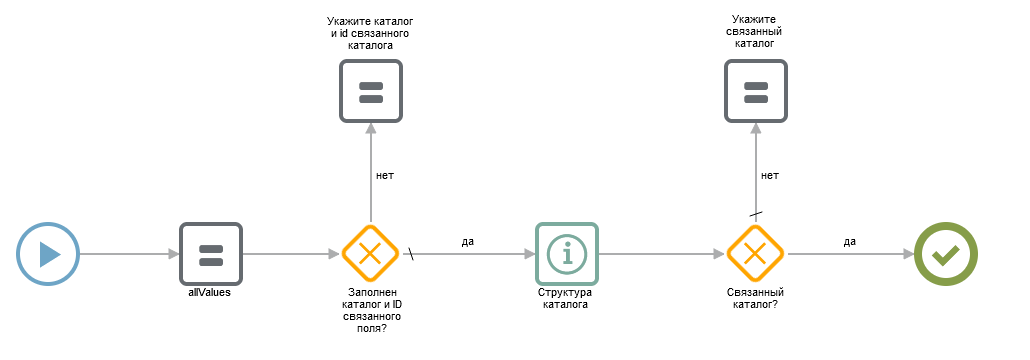 Укажите каталог
и id связанного
каталога
Укажите
связанный
каталог
нет
нет
да
да
allValues
Заполнен
каталог и ID
связанного
поля?
Структура
каталога
Связанный
каталог?